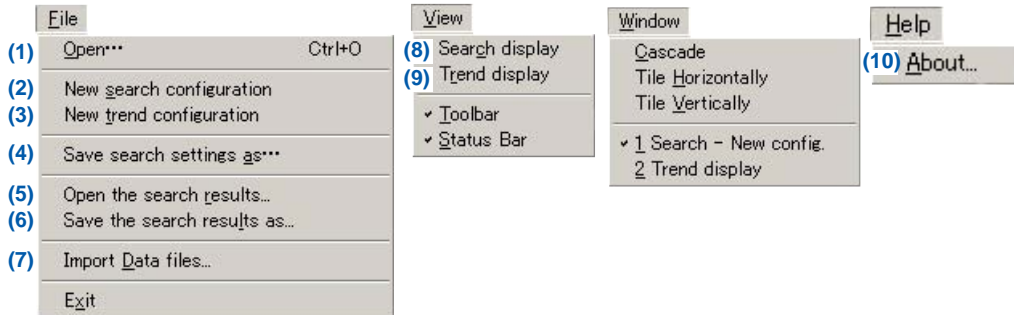 File
(1) Open··· Ctrl+O
(2) New search configuration
(3) New trend configuration
(4) Save search settings as···
(5) Open the search results...
(6) Save the search results as...
(7) Import Data files...
Exit
View
(8) Search display
(9) Trend display
✓ Toolbar
✓ Status Bar
Window
Cascade
Tile Horizontally
Tile Vertically
✓ 1 Search - New config.
2 Trend display
Help
(10) About...